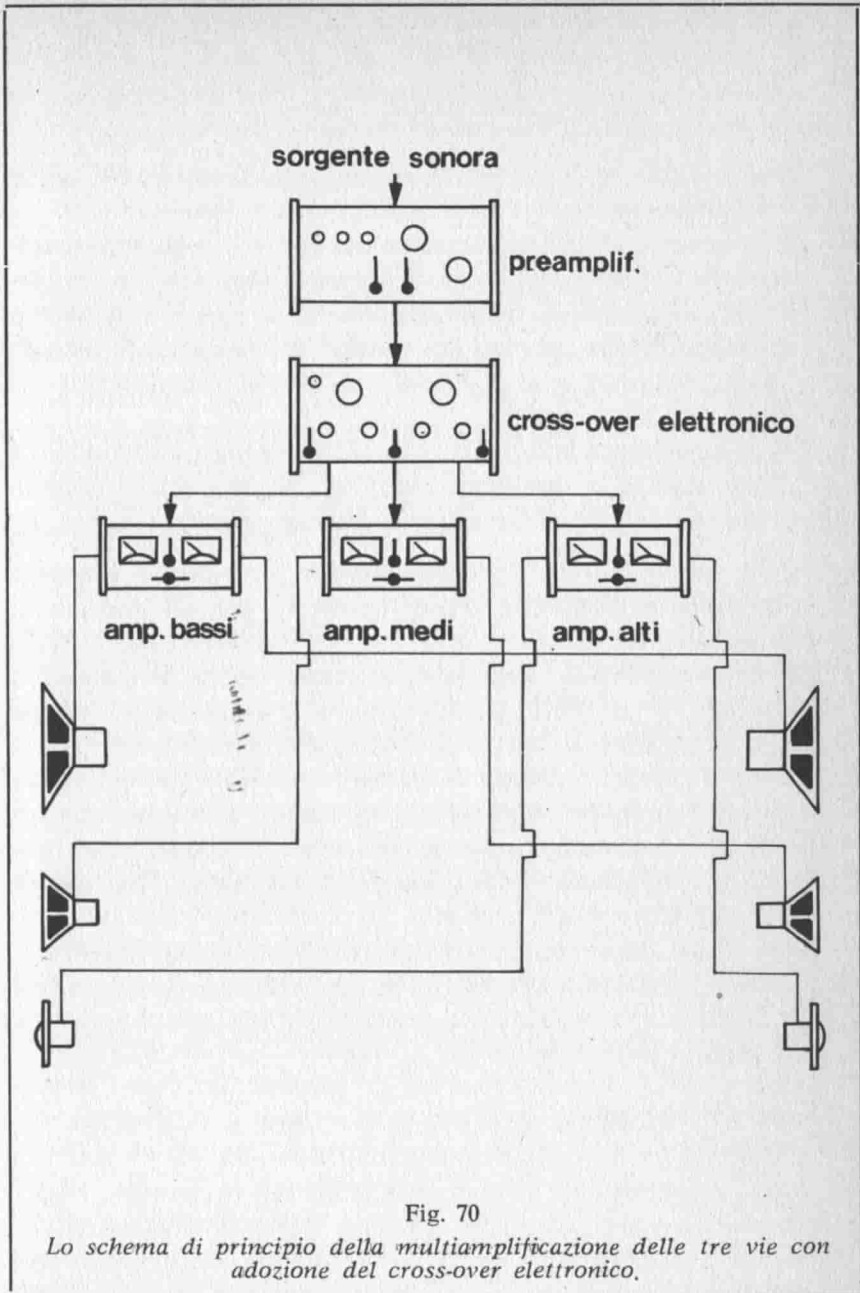 sorgente sonora
preamplif.
cross-over elettronico
amp. bassi
amp. medi
amp. alti
Fig. 70
Lo schema di principio della multiamplificazione delle tre vie con
adozione del cross-over elettronico.